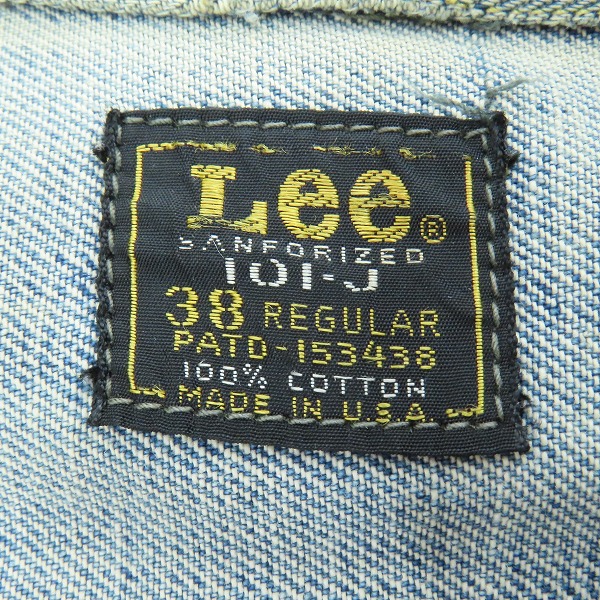 Lee®
SANFORIZED
101-J
38 REGULAR
PATD-153438
100% COTTON
MADE IN U.S.A.